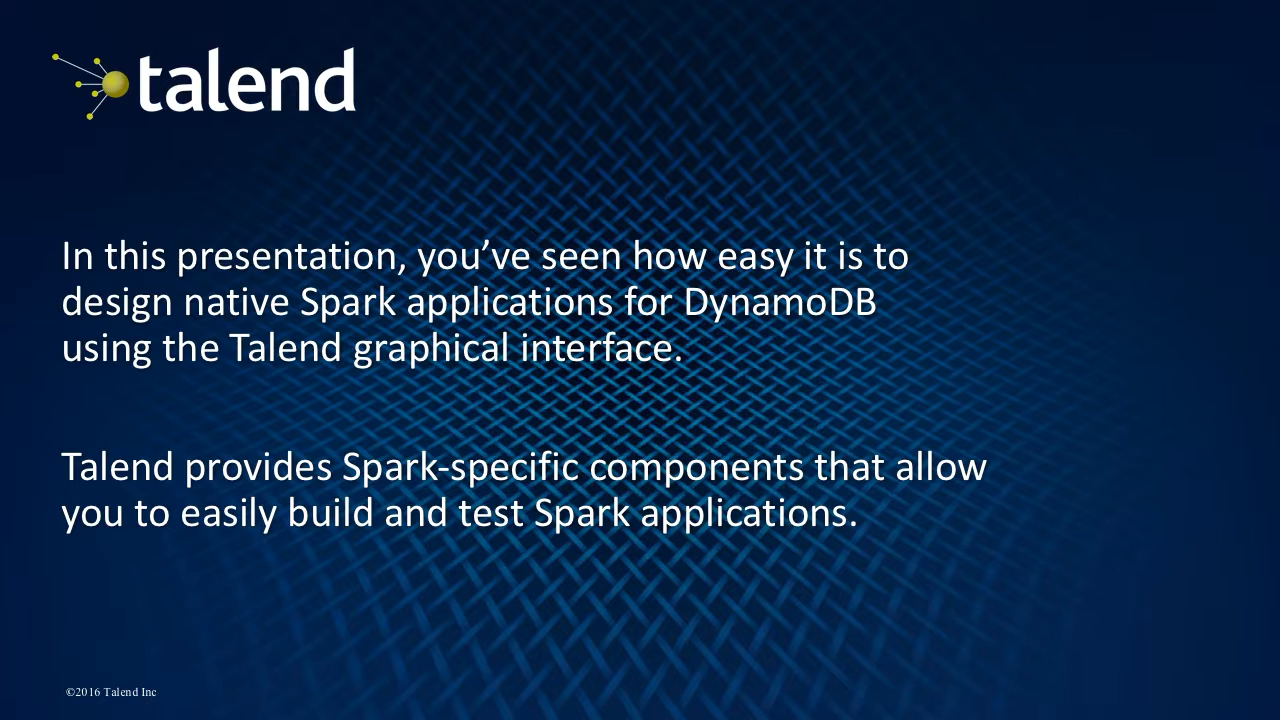 talend
In this presentation, you’ve seen how easy it is to
design native Spark applications for DynamoDB
using the Talend graphical interface.
Talend provides Spark-specific components that allow
you to easily build and test Spark applications.
©2016 Talend Inc